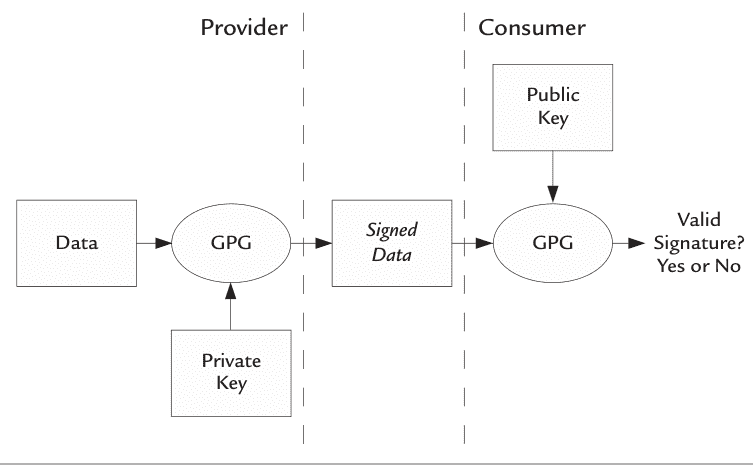 Provider
Consumer
Public
Key
Data
GPG
Signed
Data
GPG
Valid
Signature?
Yes or No
Private
Key